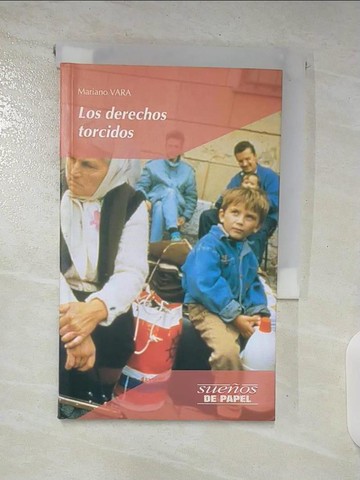 Mariano VARA
Los derechos
torcidos
sueños
DE PAPEL